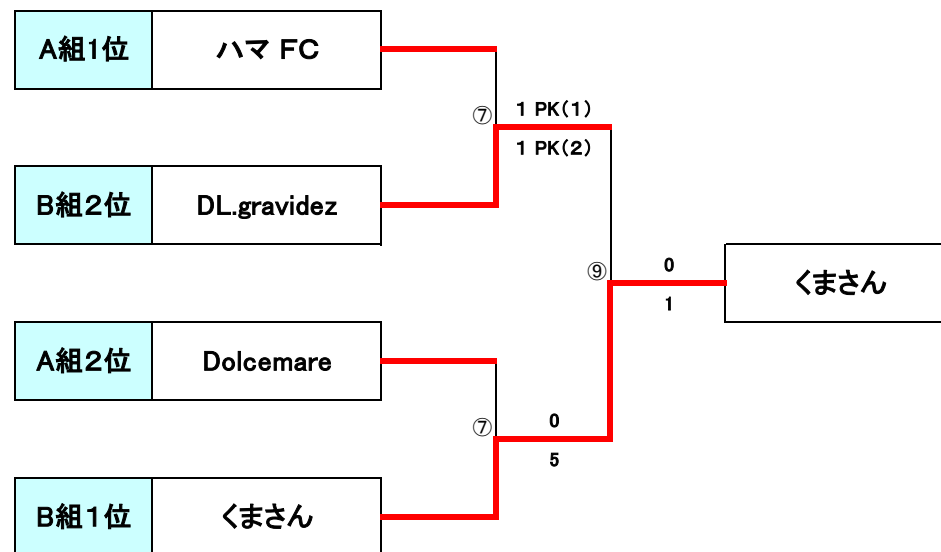 A組1位 ハマ FC
⑦ 1 PK(1)
1 PK(2)
B組2位 DL.gravidez
⑨ 0
1
くまさん
A組2位 Dolcemare
⑦ 0
5
B組1位 くまさん